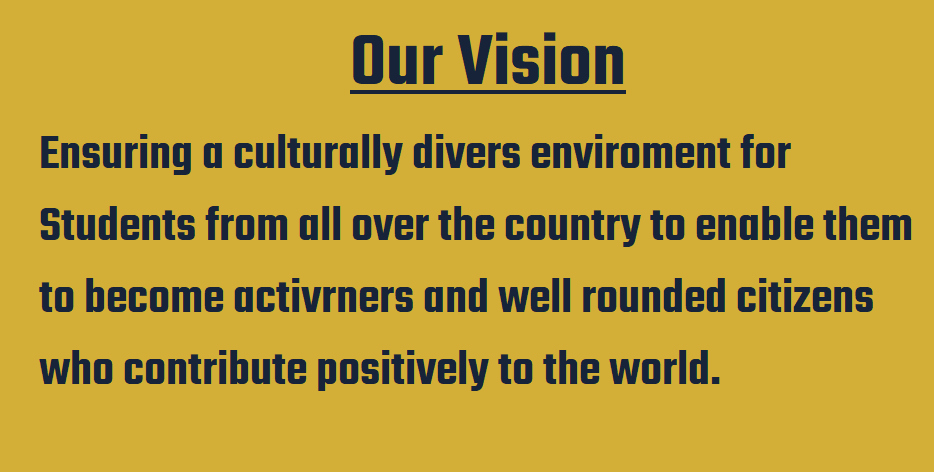 Our Vision
Ensuring a culturally divers enviroment for
Students from all over the country to enable them
to become activrners and well rounded citizens
who contribute positively to the world.